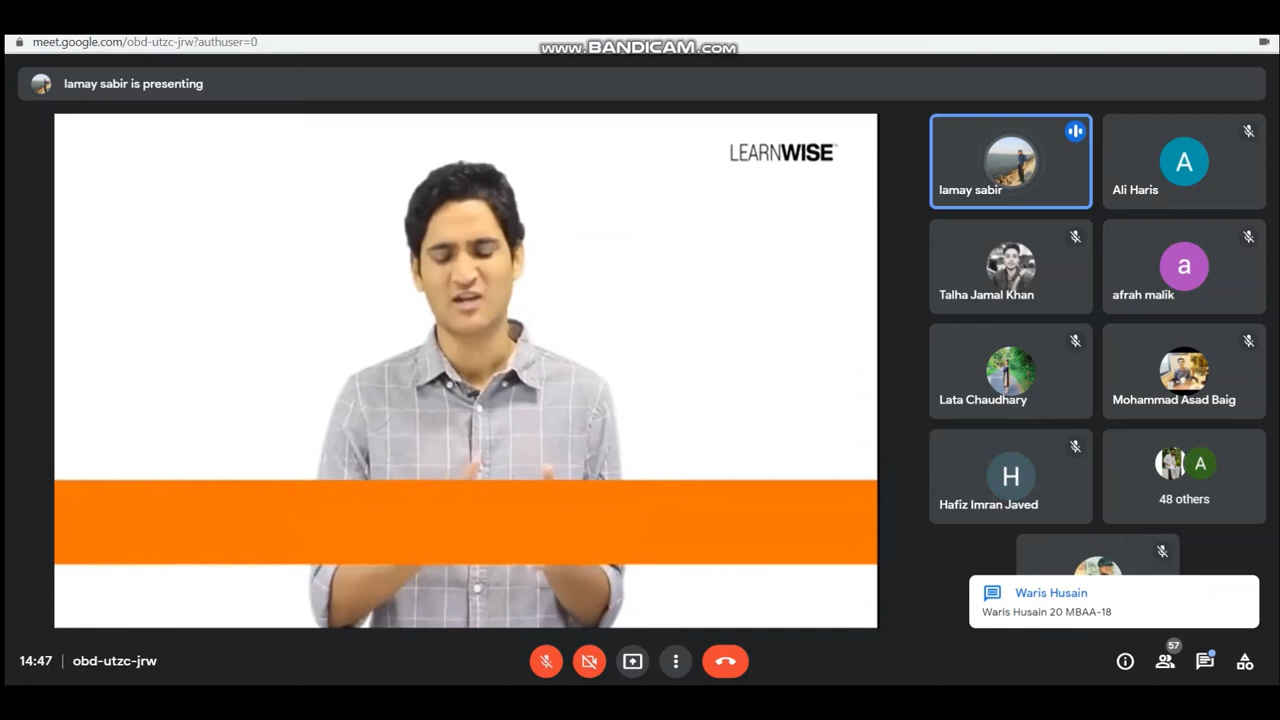 meet.google.com/obd-utzc-jrw?authuser=0
WWW.BANDICAM.COM
lamay sabir is presenting
LEARNWISE™
lamay sabir
A
Ali Haris
Talha Jamal Khan
a
afrah malik
Lata Chaudhary
Mohammad Asad Baig
H
Hafiz Imran Javed
A
48 others
Waris Husain
Waris Husain 20 MBAA-18
14:47 | obd-utzc-jrw
57